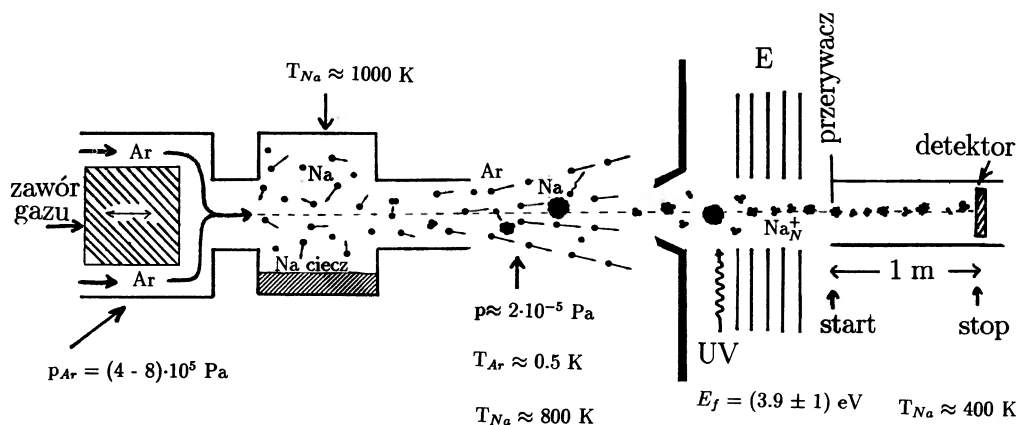 T_Na ≈ 1000 K
E
przerywacz
detektor
Ar
Ar
Na
Na
zawór
gazu
Na_N^+
Na ciecz
Ar
1 m
p≈ 2·10⁻⁵ Pa
start
stop
UV
p_Ar = (4 - 8)·10⁵ Pa
T_Ar ≈ 0.5 K
E_f = (3.9 ± 1) eV
T_Na ≈ 400 K
T_Na ≈ 800 K